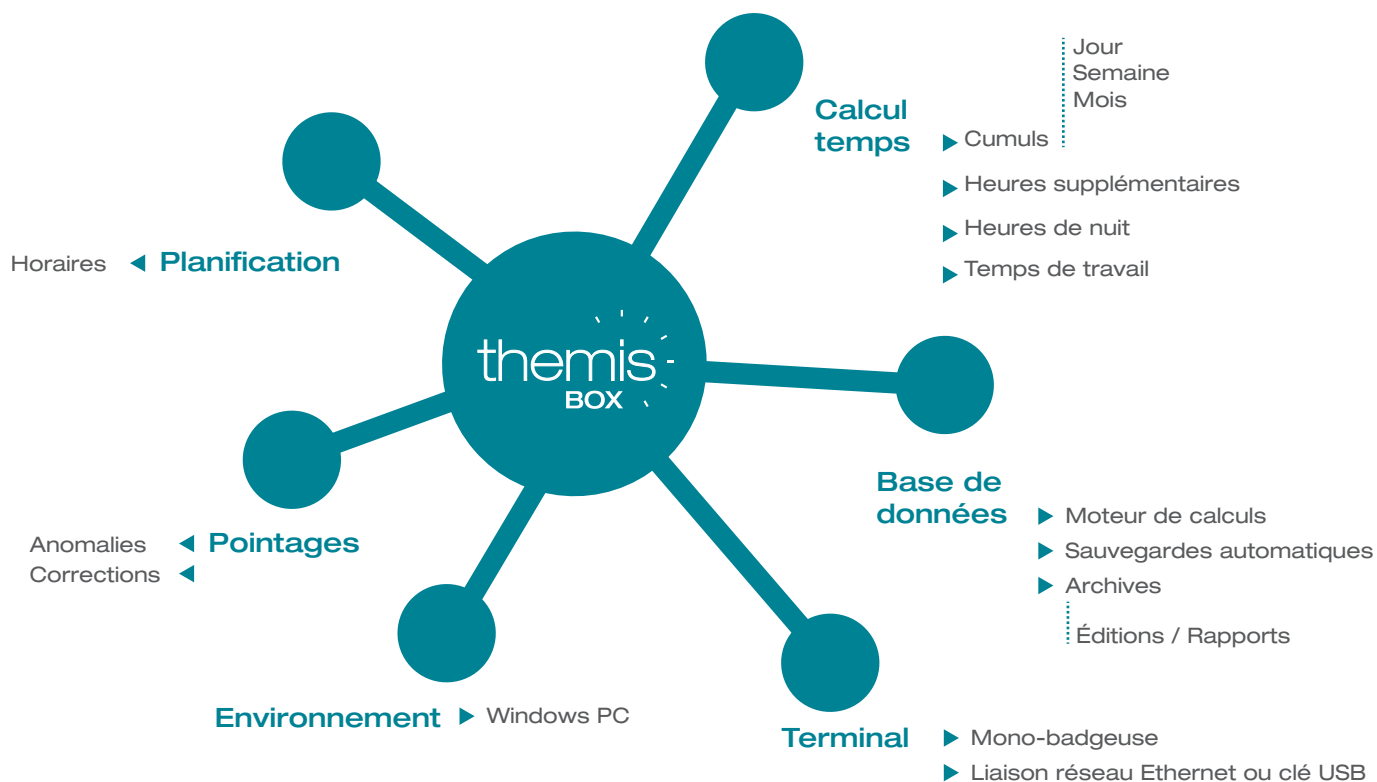 Jour
Semaine
Mois
Calcul
temps
Cumuls
Heures supplémentaires
Heures de nuit
Temps de travail
Horaires
Planification
themis
BOX
Base de
données
Moteur de calculs
Sauvegardes automatiques
Archives
Éditions / Rapports
Anomalies
Pointages
Corrections
Environnement
Windows PC
Terminal
Mono-badgeuse
Liaison réseau Ethernet ou clé USB